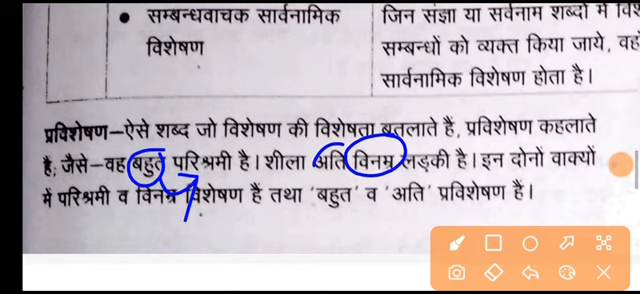 • सम्बन्धवाचक सार्वनामिक
विशेषण
जिन संज्ञा या सर्वनाम शब्दों में
सम्बन्धों को व्यक्त किया जाये,
सार्वनामिक विशेषण होता है।
प्रविशेषण–ऐसे शब्द जो विशेषण की विशेषता बतलाते हैं, प्रविशेषण कहलाते
हैं; जैसे–वह बहुत परिश्रमी है। शीला अति विनम्र लड़की है। इन दोनों वाक्यों
में परिश्रमी व विनम्र विशेषण हैं तथा 'बहुत' व 'अति' प्रविशेषण हैं।